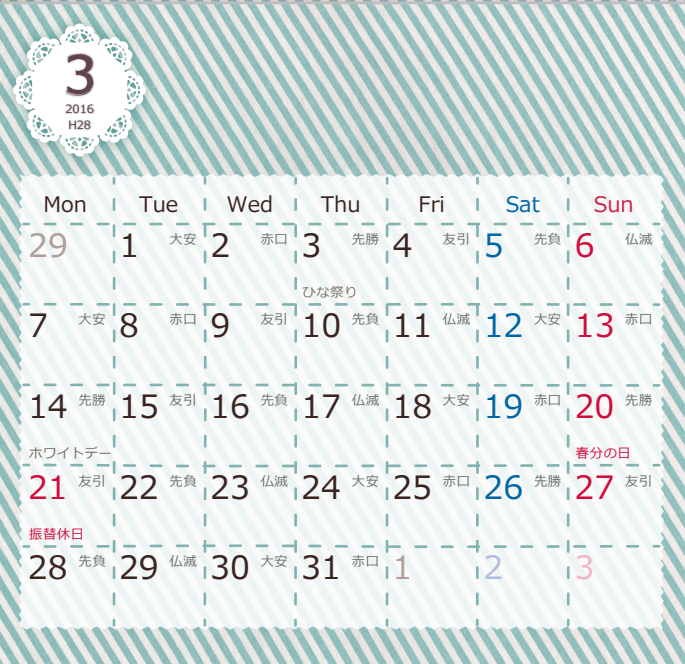 3
2016
H28
Mon Tue Wed Thu Fri Sat Sun
29 1 大安 2 赤口 3 先勝 4 友引 5 先負 6 仏滅
ひな祭り
7 大安 8 赤口 9 友引 10 先負 11 仏滅 12 大安 13 赤口
14 先勝 15 友引 16 先負 17 仏滅 18 大安 19 赤口 20 先勝
ホワイトデー 春分の日
21 友引 22 先負 23 仏滅 24 大安 25 赤口 26 先勝 27 友引
振替休日
28 先負 29 仏滅 30 大安 31 赤口 1 2 3